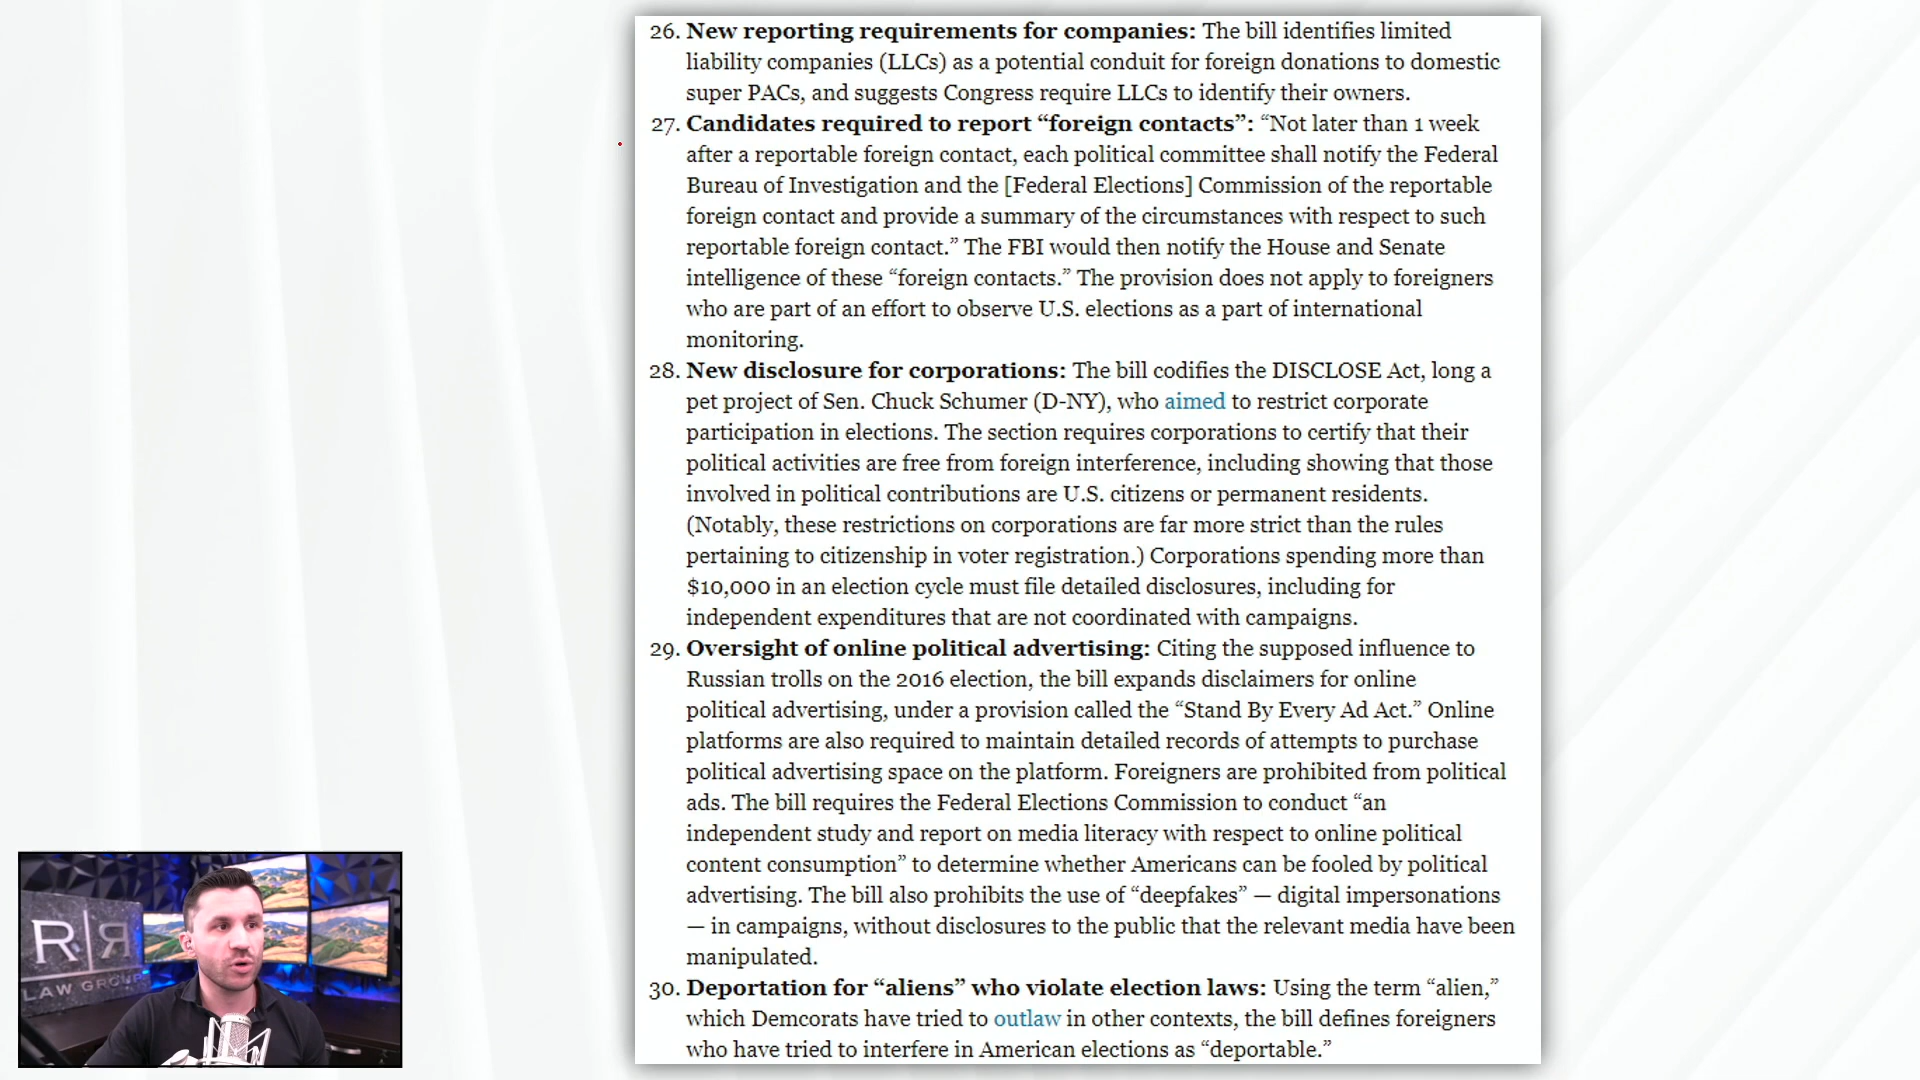 26. New reporting requirements for companies: The bill identifies limited
liability companies (LLCs) as a potential conduit for foreign donations to domestic
super PACs, and suggests Congress require LLCs to identify their owners.
27. Candidates required to report “foreign contacts”: “Not later than 1 week
after a reportable foreign contact, each political committee shall notify the Federal
Bureau of Investigation and the [Federal Elections] Commission of the reportable
foreign contact and provide a summary of the circumstances with respect to such
reportable foreign contact.” The FBI would then notify the House and Senate
intelligence of these “foreign contacts.” The provision does not apply to foreigners
who are part of an effort to observe U.S. elections as a part of international
monitoring.
28. New disclosure for corporations: The bill codifies the DISCLOSE Act, long a
pet project of Sen. Chuck Schumer (D-NY), who aimed to restrict corporate
participation in elections. The section requires corporations to certify that their
political activities are free from foreign interference, including showing that those
involved in political contributions are U.S. citizens or permanent residents.
(Notably, these restrictions on corporations are far more strict than the rules
pertaining to citizenship in voter registration.) Corporations spending more than
$10,000 in an election cycle must file detailed disclosures, including for
independent expenditures that are not coordinated with campaigns.
29. Oversight of online political advertising: Citing the supposed influence to
Russian trolls on the 2016 election, the bill expands disclaimers for online
political advertising, under a provision called the “Stand By Every Ad Act.” Online
platforms are also required to maintain detailed records of attempts to purchase
political advertising space on the platform. Foreigners are prohibited from political
ads. The bill requires the Federal Elections Commission to conduct “an
independent study and report on media literacy with respect to online political
content consumption” to determine whether Americans can be fooled by political
advertising. The bill also prohibits the use of “deepfakes” — digital impersonations
— in campaigns, without disclosures to the public that the relevant media have been
manipulated.
30. Deportation for “aliens” who violate election laws: Using the term “alien,”
which Demcorats have tried to outlaw in other contexts, the bill defines foreigners
who have tried to interfere in American elections as “deportable.”
R|R
LAW GROUP